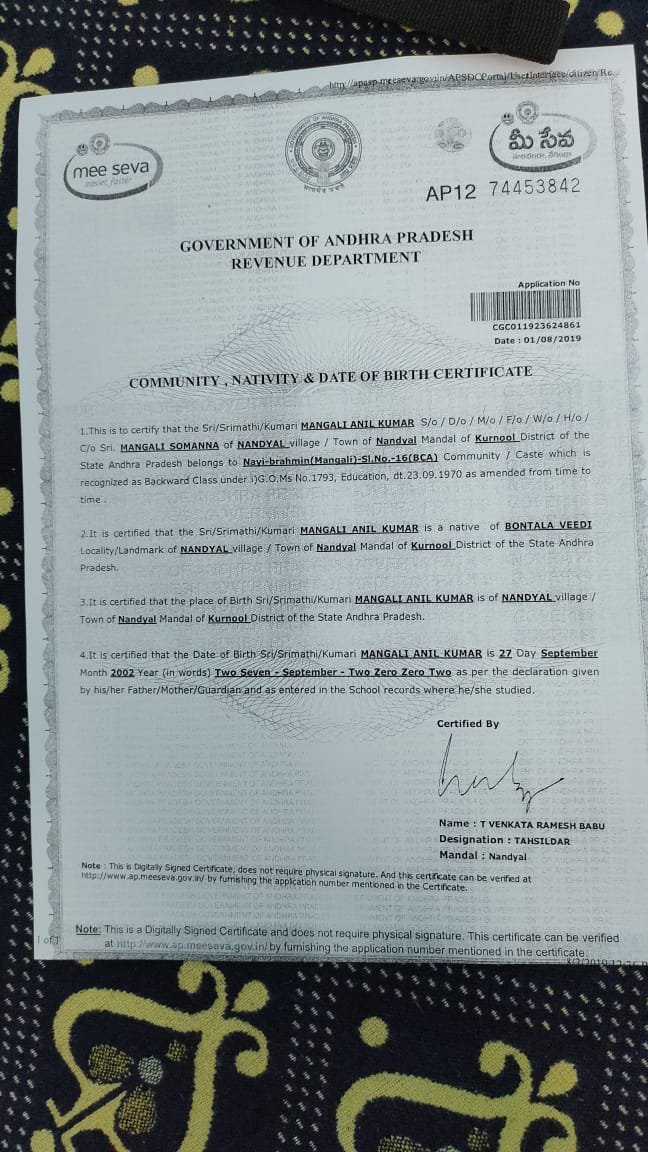 http://apasp.meeseva.gov.in/APSDCPortal/UserInterface/citizen/Re...
mee seva
easier, faster
GOVERNMENT OF ANDHRA PRADESH
మీ సేవ
AP12 74453842
GOVERNMENT OF ANDHRA PRADESH
REVENUE DEPARTMENT
Application No
CGC011923624861
Date : 01/08/2019
COMMUNITY , NATIVITY & DATE OF BIRTH CERTIFICATE
1.This is to certify that the Sri/Srimathi/Kumari MANGALI ANIL KUMAR S/o / D/o / M/o / F/o / W/o / H/o /
C/o Sri. MANGALI SOMANNA of NANDYAL village / Town of Nandyal Mandal of Kurnool District of the
State Andhra Pradesh belongs to Nayi-brahmin(Mangali)-Sl.No.-16(BCA) Community / Caste which is
recognized as Backward Class under i)G.O.Ms No.1793, Education, dt.23.09.1970 as amended from time to
time .
2.It is certified that the Sri/Srimathi/Kumari MANGALI ANIL KUMAR is a native of BONTALA VEEDI
Locality/Landmark of NANDYAL village / Town of Nandyal Mandal of Kurnool District of the State Andhra
Pradesh.
3.It is certified that the place of Birth Sri/Srimathi/Kumari MANGALI ANIL KUMAR is of NANDYAL village /
Town of Nandyal Mandal of Kurnool District of the State Andhra Pradesh.
4.It is certified that the Date of Birth Sri/Srimathi/Kumari MANGALI ANIL KUMAR is 27 Day September
Month 2002 Year (in words) Two Seven - September - Two Zero Zero Two as per the declaration given
by his/her Father/Mother/Guardian and as entered in the School records where he/she studied.
Certified By
Name : T VENKATA RAMESH BABU
Designation : TAHSILDAR
Mandal : Nandyal
Note : This is Digitally Signed Certificate, does not require physical signature. And this certificate can be verified at
http://www.ap.meeseva.gov.in/ by furnishing the application number mentioned in the Certificate.
Note: This is a Digitally Signed Certificate and does not require physical signature. This certificate can be verified
at http://www.ap.meeseva.gov.in/ by furnishing the application number mentioned in the certificate.
1 of 1